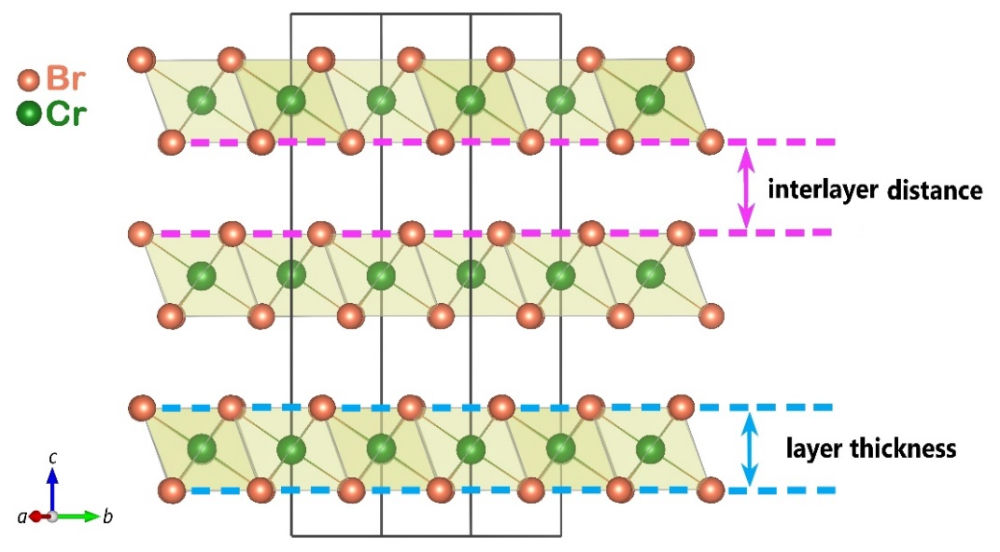 Br
Cr
interlayer distance
layer thickness
c
a
b